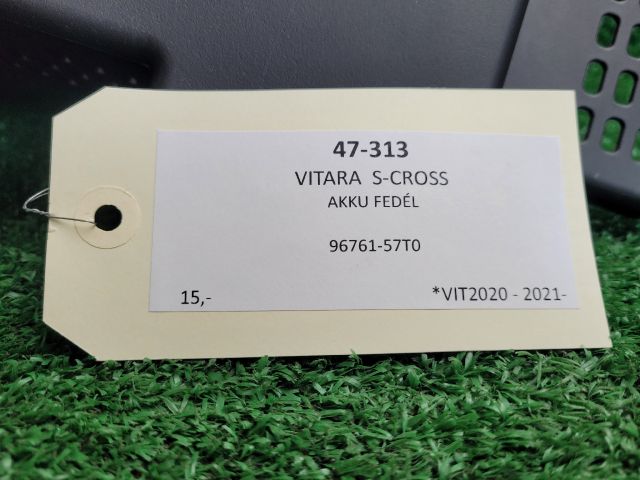 47-313
VITARA S-CROSS
AKKU FEDÉL
96761-57T0
15,-
*VIT2020 - 2021-